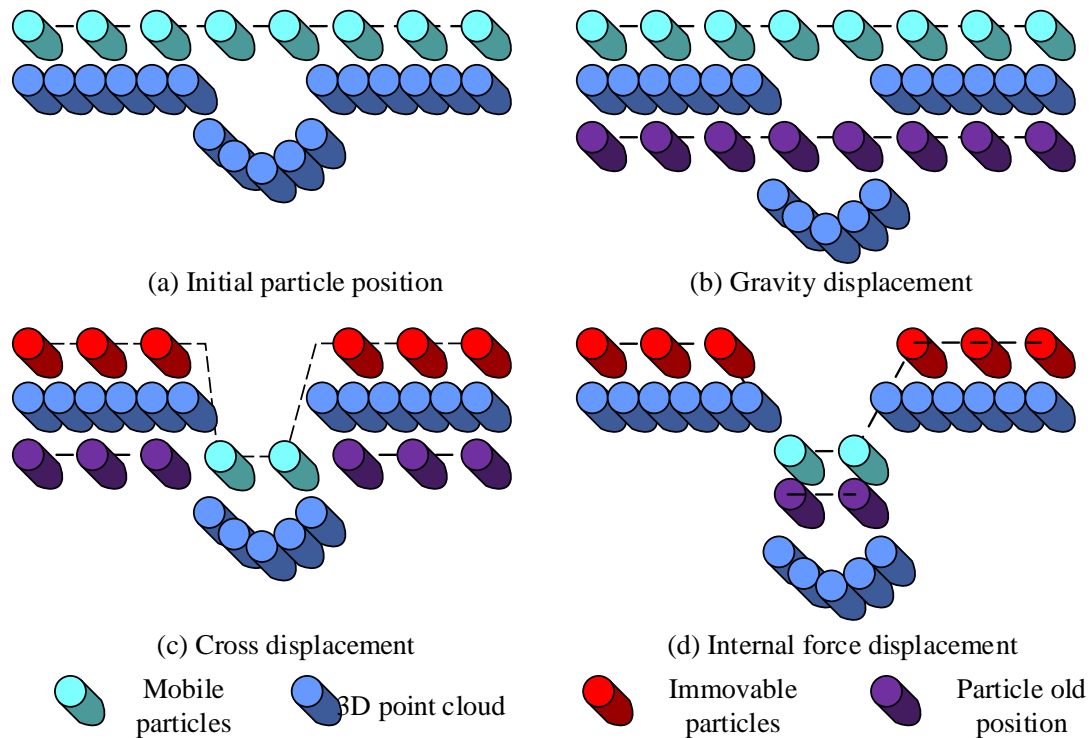 (a) Initial particle position
(b) Gravity displacement
(c) Cross displacement
(d) Internal force displacement
Mobile
particles
3D point cloud
Immovable
particles
Particle old
position